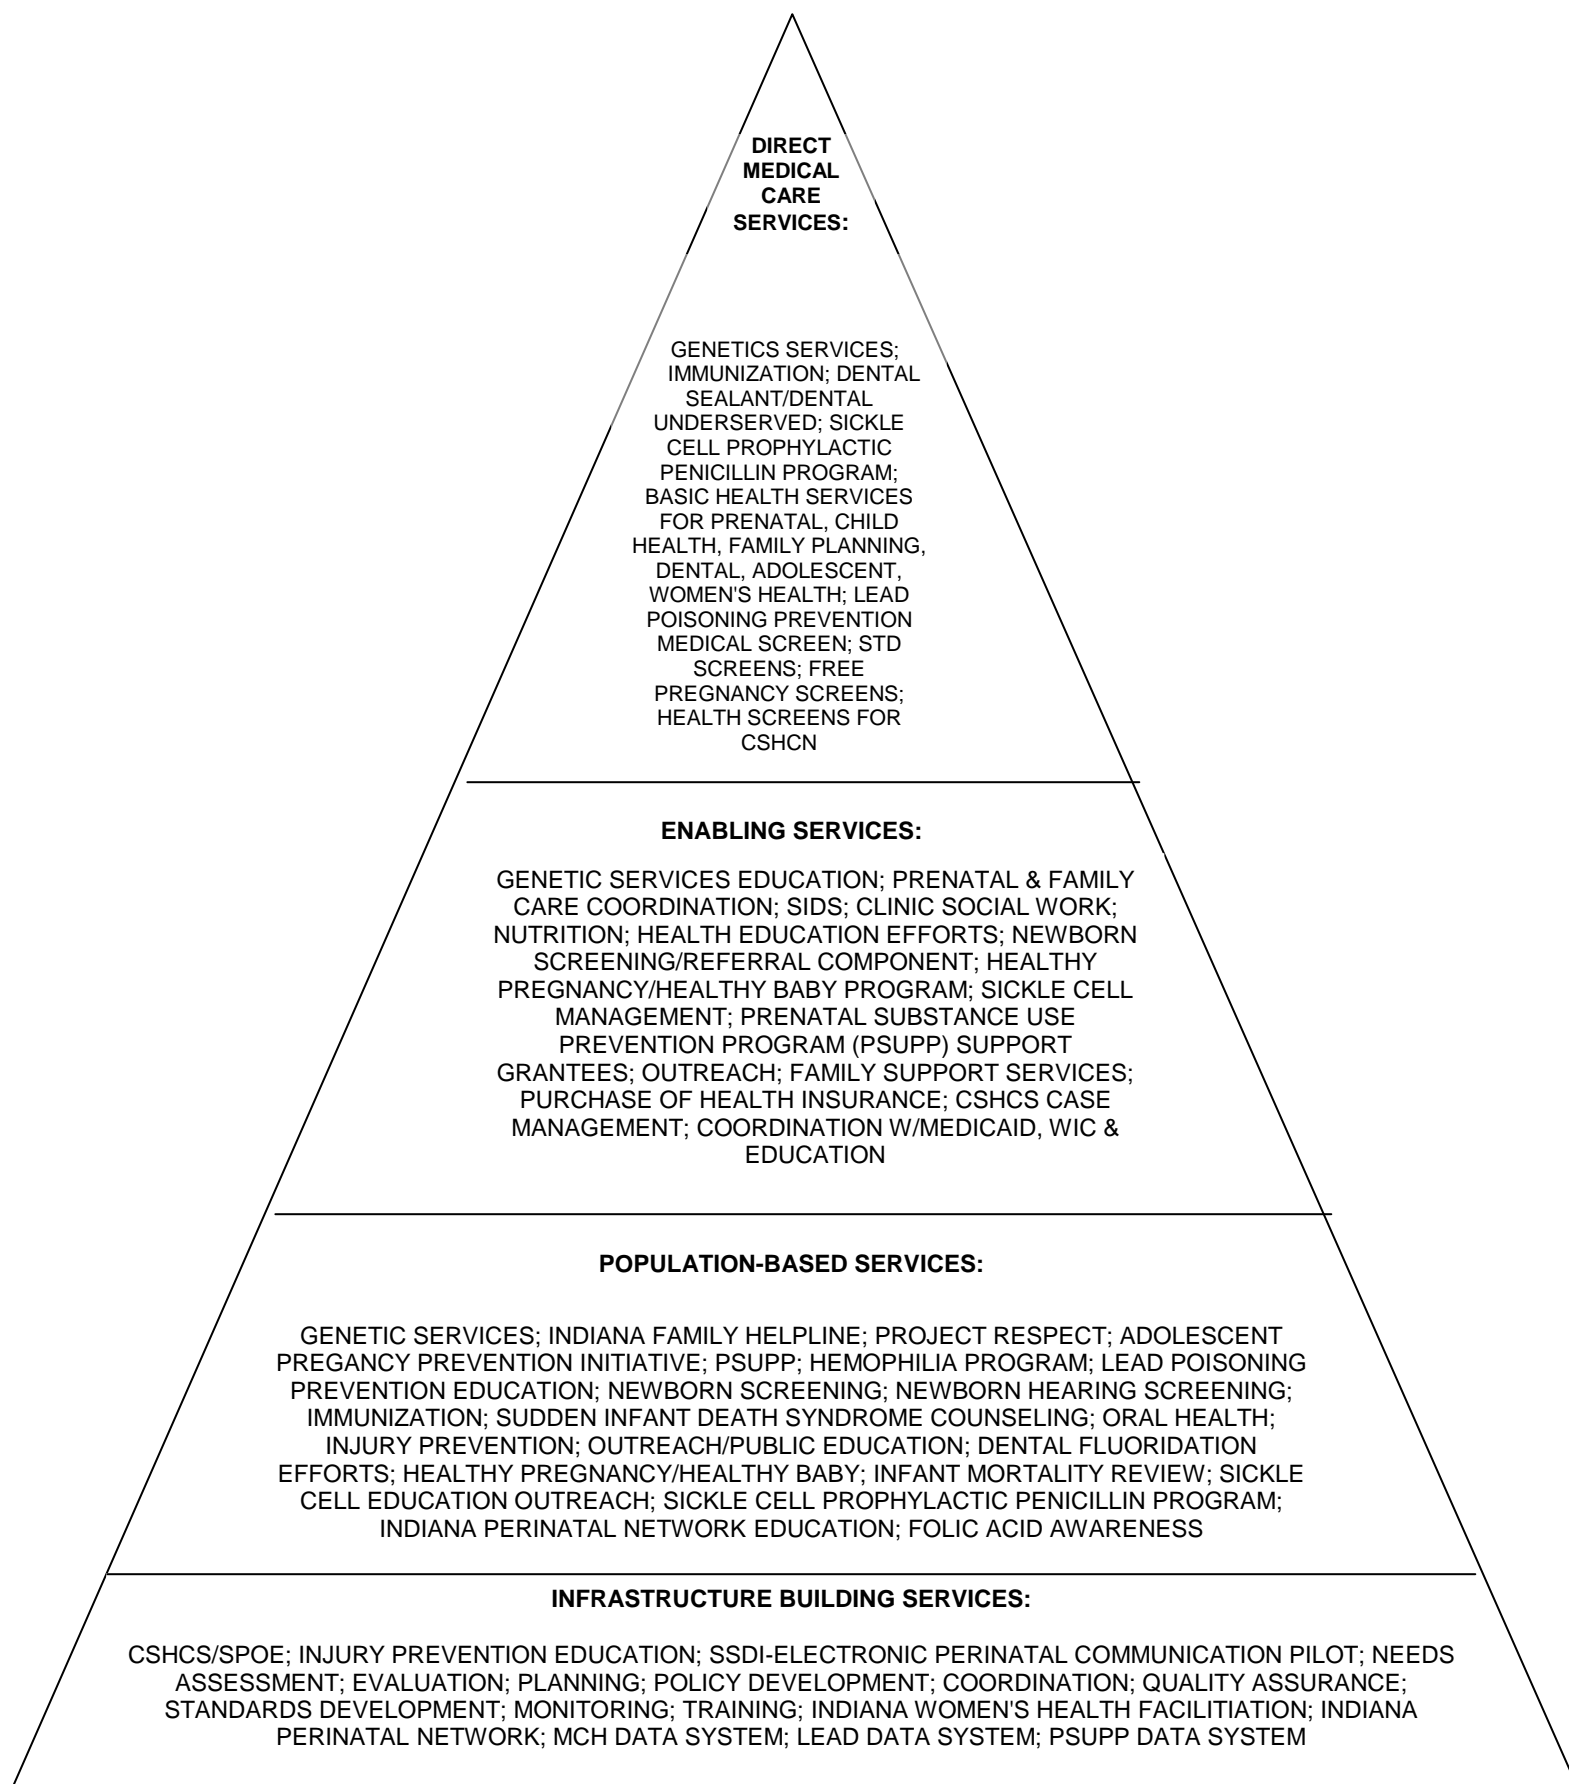 DIRECT
MEDICAL
CARE
SERVICES:
GENETICS SERVICES;
IMMUNIZATION; DENTAL
SEALANT/DENTAL
UNDERSERVED; SICKLE
CELL PROPHYLACTIC
PENICILLIN PROGRAM;
BASIC HEALTH SERVICES
FOR PRENATAL, CHILD
HEALTH, FAMILY PLANNING,
DENTAL, ADOLESCENT,
WOMEN'S HEALTH; LEAD
POISONING PREVENTION
MEDICAL SCREEN; STD
SCREENS; FREE
PREGNANCY SCREENS;
HEALTH SCREENS FOR
CSHCN
ENABLING SERVICES:
GENETIC SERVICES EDUCATION; PRENATAL & FAMILY
CARE COORDINATION; SIDS; CLINIC SOCIAL WORK;
NUTRITION; HEALTH EDUCATION EFFORTS; NEWBORN
SCREENING/REFERRAL COMPONENT; HEALTHY
PREGNANCY/HEALTHY BABY PROGRAM; SICKLE CELL
MANAGEMENT; PRENATAL SUBSTANCE USE
PREVENTION PROGRAM (PSUPP) SUPPORT
GRANTEES; OUTREACH; FAMILY SUPPORT SERVICES;
PURCHASE OF HEALTH INSURANCE; CSHCS CASE
MANAGEMENT; COORDINATION W/MEDICAID, WIC &
EDUCATION
POPULATION-BASED SERVICES:
GENETIC SERVICES; INDIANA FAMILY HELPLINE; PROJECT RESPECT; ADOLESCENT
PREGANCY PREVENTION INITIATIVE; PSUPP; HEMOPHILIA PROGRAM; LEAD POISONING
PREVENTION EDUCATION; NEWBORN SCREENING; NEWBORN HEARING SCREENING;
IMMUNIZATION; SUDDEN INFANT DEATH SYNDROME COUNSELING; ORAL HEALTH;
INJURY PREVENTION; OUTREACH/PUBLIC EDUCATION; DENTAL FLUORIDATION
EFFORTS; HEALTHY PREGNANCY/HEALTHY BABY; INFANT MORTALITY REVIEW; SICKLE
CELL EDUCATION OUTREACH; SICKLE CELL PROPHYLACTIC PENICILLIN PROGRAM;
INDIANA PERINATAL NETWORK EDUCATION; FOLIC ACID AWARENESS
INFRASTRUCTURE BUILDING SERVICES:
CSHCS/SPOE; INJURY PREVENTION EDUCATION; SSDI-ELECTRONIC PERINATAL COMMUNICATION PILOT; NEEDS
ASSESSMENT; EVALUATION; PLANNING; POLICY DEVELOPMENT; COORDINATION; QUALITY ASSURANCE;
STANDARDS DEVELOPMENT; MONITORING; TRAINING; INDIANA WOMEN'S HEALTH FACILITIATION; INDIANA
PERINATAL NETWORK; MCH DATA SYSTEM; LEAD DATA SYSTEM; PSUPP DATA SYSTEM